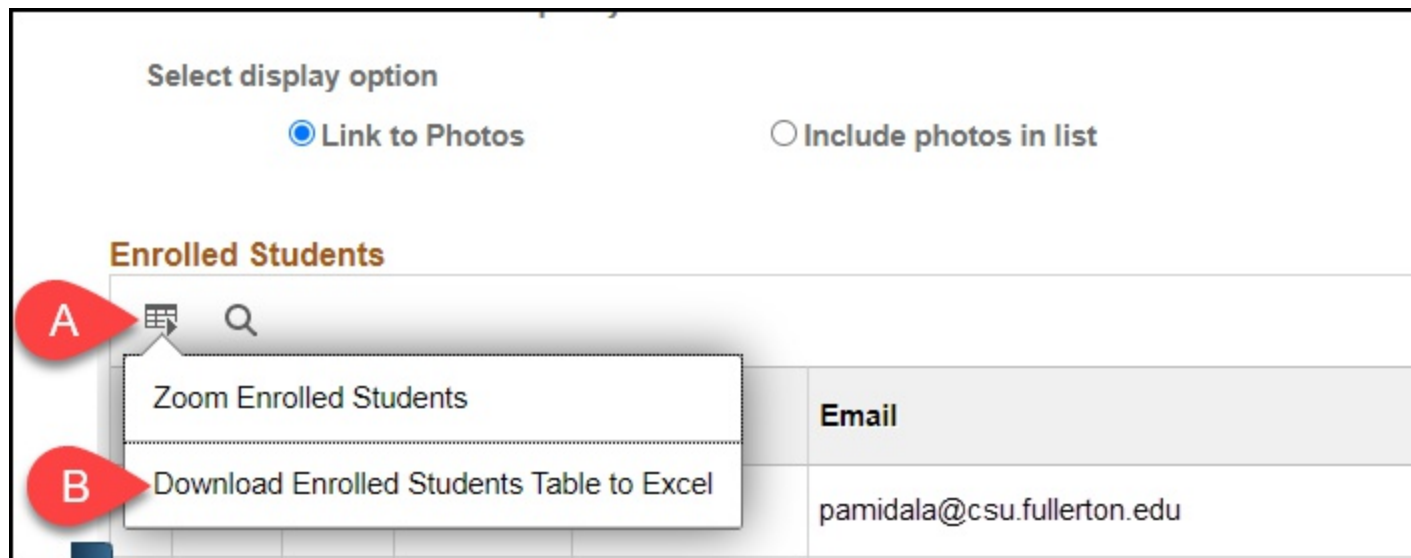 Select display option
Link to Photos
Include photos in list
Enrolled Students
A
Zoom Enrolled Students
Email
B
Download Enrolled Students Table to Excel
pamidala@csu.fullerton.edu